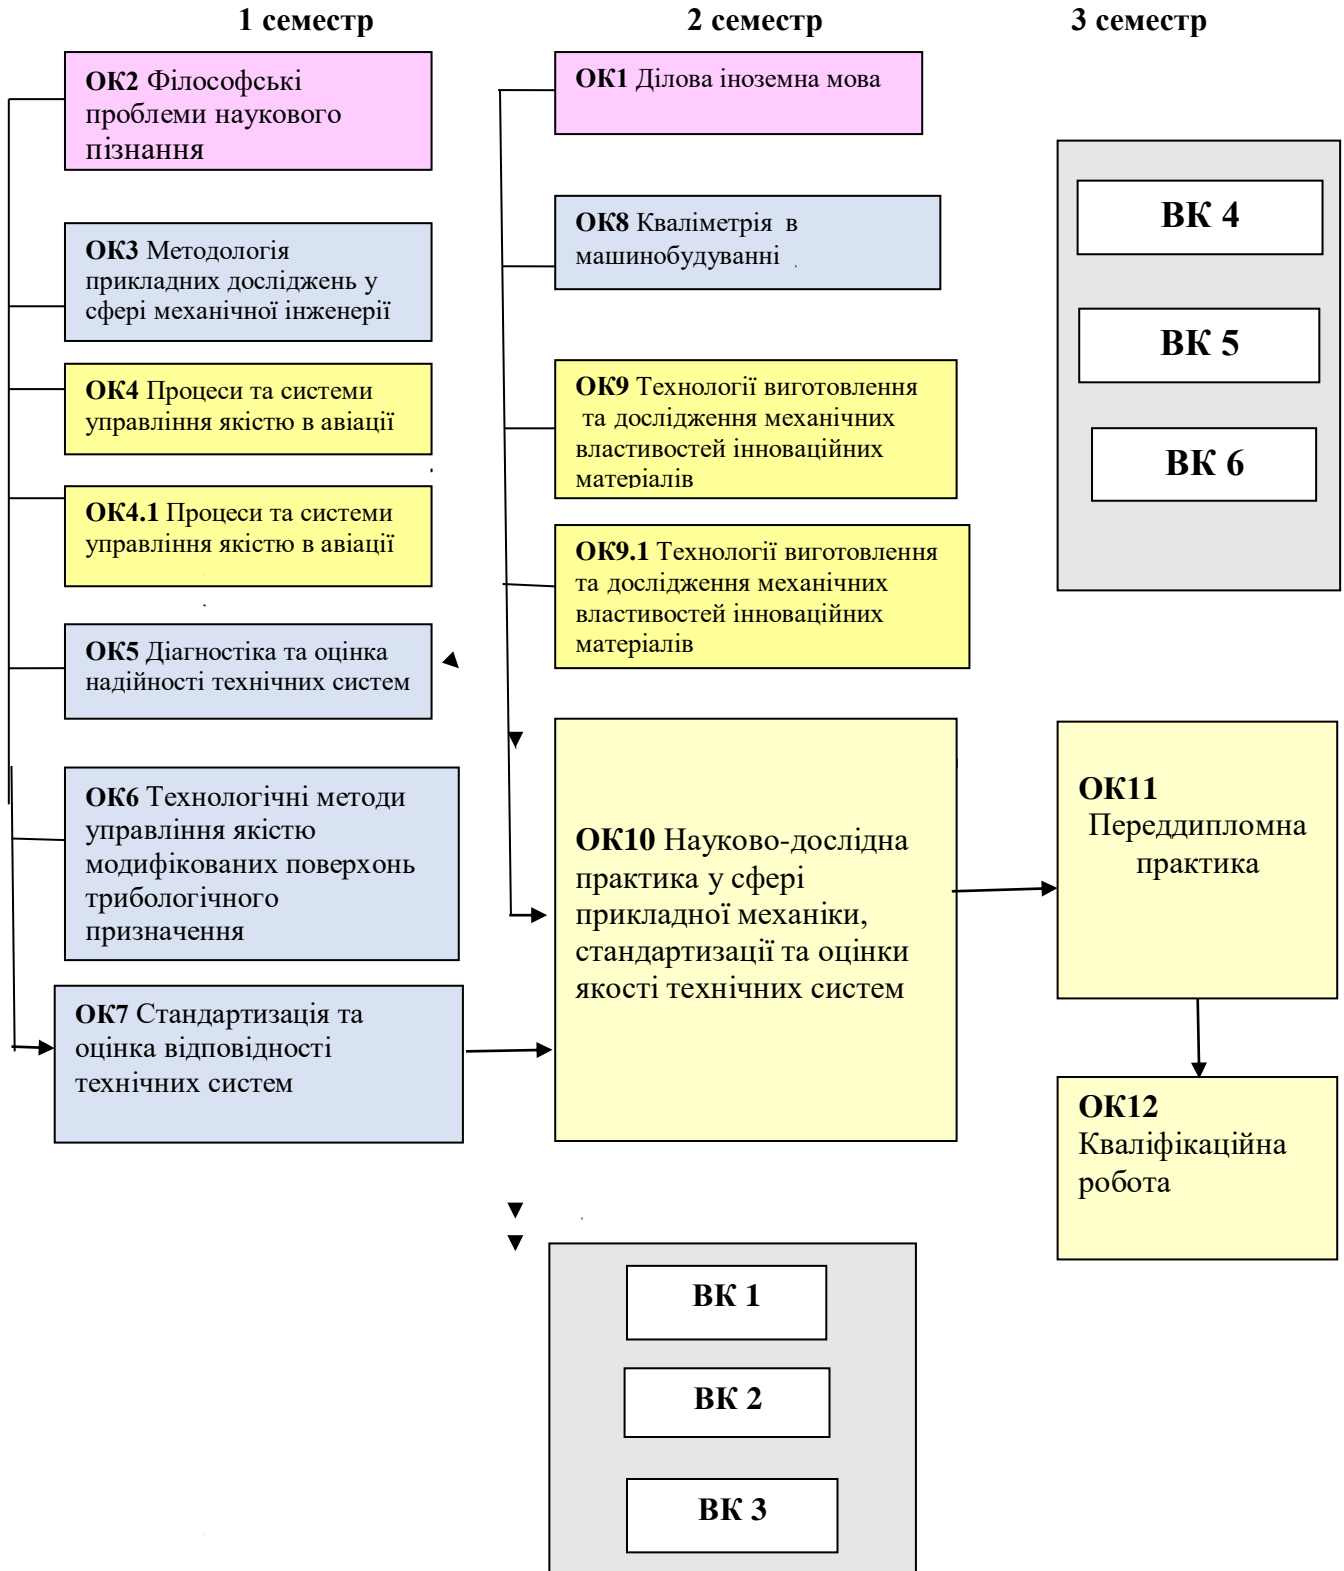 1 семестр
2 семестр
3 семестр
ОК2 Філософські
проблеми наукового
пізнання
ОК3 Методологія
прикладних досліджень у
сфері механічної інженерії
ОК4 Процеси та системи
управління якістю в авіації
ОК4.1 Процеси та системи
управління якістю в авіації
ОК5 Діагностіка та оцінка
надійності технічних систем
ОК6 Технологічні методи
управління якістю
модифікованих поверхонь
трибологічного
призначення
ОК7 Стандартизація та
оцінка відповідності
технічних систем
ОК1 Ділова іноземна мова
ОК8 Кваліметрія в
машинобудуванні
ОК9 Технології виготовлення
та дослідження механічних
властивостей інноваційних
матеріалів
ОК9.1 Технології виготовлення
та дослідження механічних
властивостей інноваційних
матеріалів
ОК10 Науково-дослідна
практика у сфері
прикладної механіки,
стандартизації та оцінки
якості технічних систем
ВК 1
ВК 2
ВК 3
ВК 4
ВК 5
ВК 6
ОК11
Переддипломна
практика
ОК12
Кваліфікаційна
робота